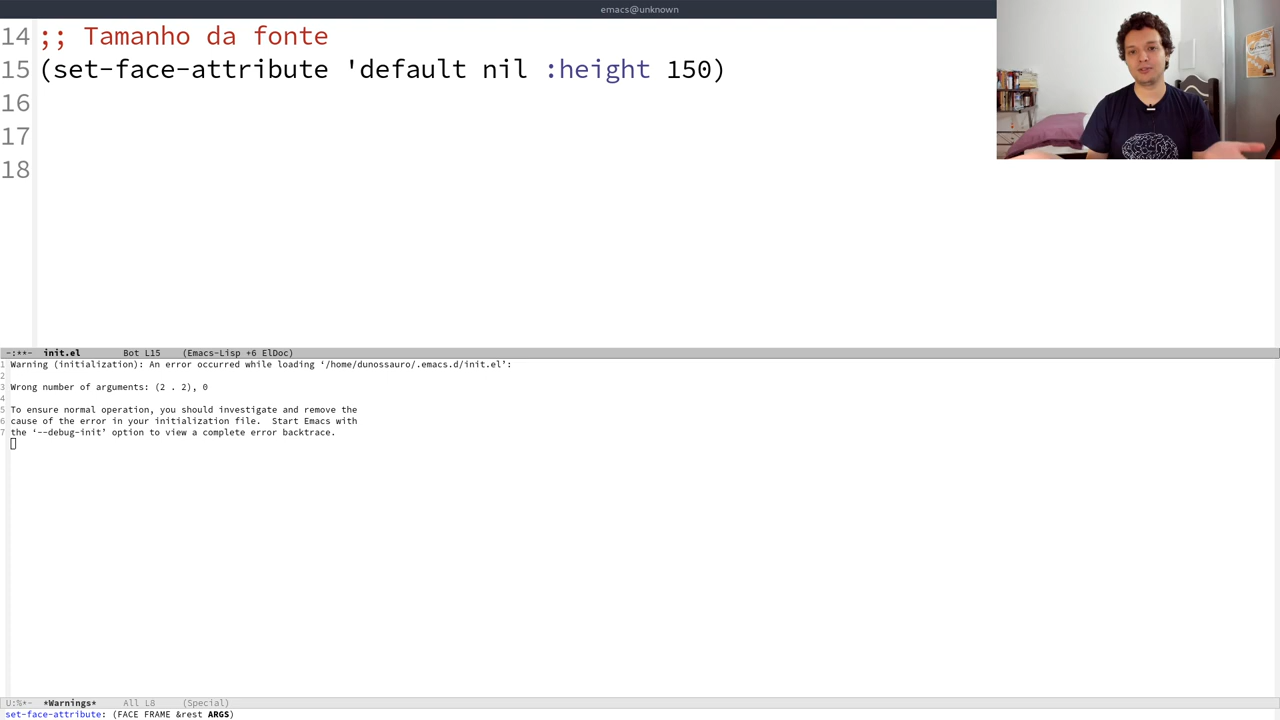 emacs@unknown
14 ;; Tamanho da fonte
15 (set-face-attribute 'default nil :height 150)
16
17
18
-:**- init.el Bot L15 (Emacs-Lisp +6 ElDoc)
1 Warning (initialization): An error occurred while loading ‘/home/dunossauro/.emacs.d/init.el’:
2
3 Wrong number of arguments: (2 . 2), 0
4
5 To ensure normal operation, you should investigate and remove the
6 cause of the error in your initialization file. Start Emacs with
7 the ‘--debug-init’ option to view a complete error backtrace.
U:%*- *Warnings* All L8 (Special)
set-face-attribute: (FACE FRAME &rest ARGS)